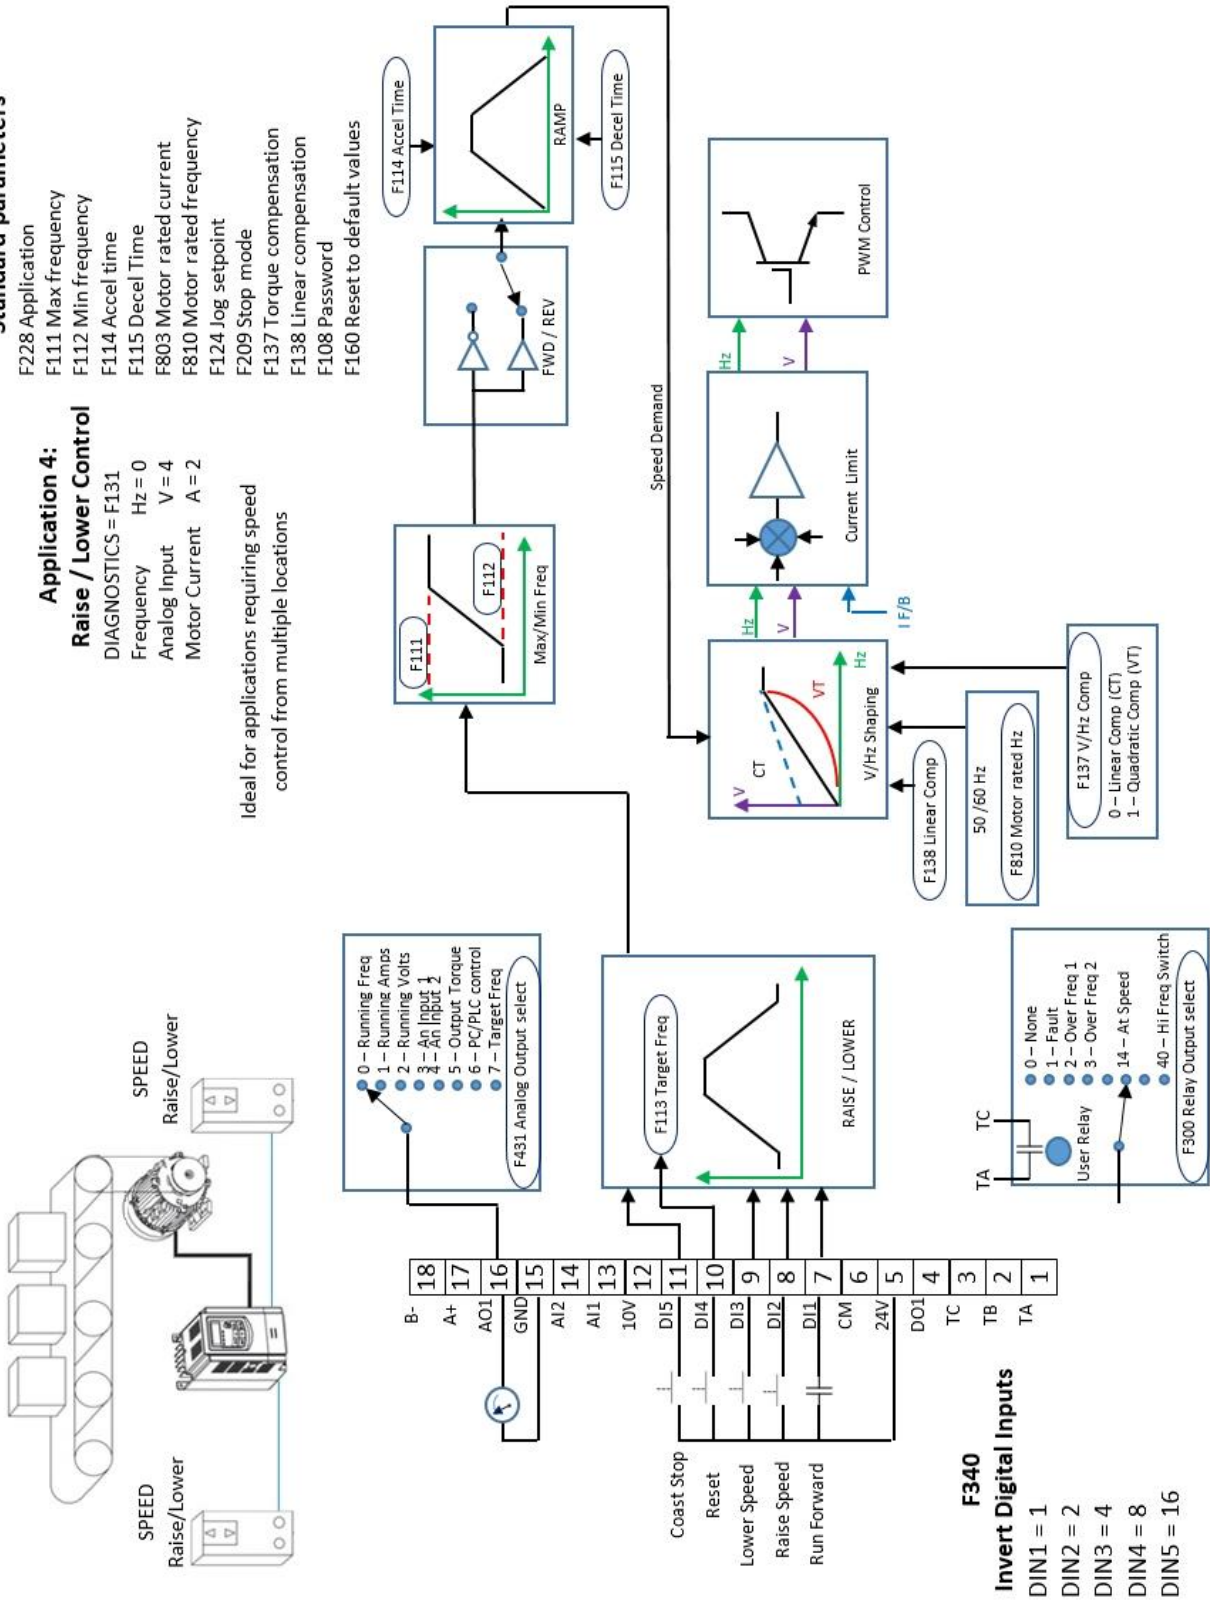 Standard parameters
F228 Application
F111 Max frequency
F112 Min frequency
F114 Accel time
F115 Decel Time
F803 Motor rated current
F810 Motor rated frequency
F124 Jog setpoint
F209 Stop mode
F137 Torque compensation
F138 Linear compensation
F108 Password
F160 Reset to default values
Application 4:
Raise / Lower Control
DIAGNOSTICS = F131
Frequency Hz = 0
Analog Input V = 4
Motor Current A = 2
Ideal for applications requiring speed
control from multiple locations
SPEED
Raise/Lower
SPEED
Raise/Lower
0 – Running Freq
1 – Running Amps
2 – Running Volts
3 – An Input 1
4 – An Input 2
5 – Output Torque
6 – PC/PLC control
7 – Target Freq
F431 Analog Output select
F111
F112
Max/Min Freq
FWD / REV
F114 Accel Time
RAMP
F115 Decel Time
Speed Demand
F113 Target Freq
RAISE / LOWER
V
CT
VT
Hz
V/Hz Shaping
F138 Linear Comp
50 /60 Hz
F810 Motor rated Hz
F137 V/Hz Comp
0 – Linear Comp (CT)
1 – Quadratic Comp (VT)
Hz
V
I F/B
Current Limit
Hz
V
PWM Control
B- 18
A+ 17
AO1 16
GND 15
AI2 14
AI1 13
10V 12
DI5 11
DI4 10
DI3 9
DI2 8
DI1 7
CM 6
24V 5
DO1 4
TC 3
TB 2
TA 1
Coast Stop
Reset
Lower Speed
Raise Speed
Run Forward
TA
TC
User Relay
0 – None
1 – Fault
2 – Over Freq 1
3 – Over Freq 2
14 – At Speed
40 – Hi Freq Switch
F300 Relay Output select
F340
Invert Digital Inputs
DIN1 = 1
DIN2 = 2
DIN3 = 4
DIN4 = 8
DIN5 = 16